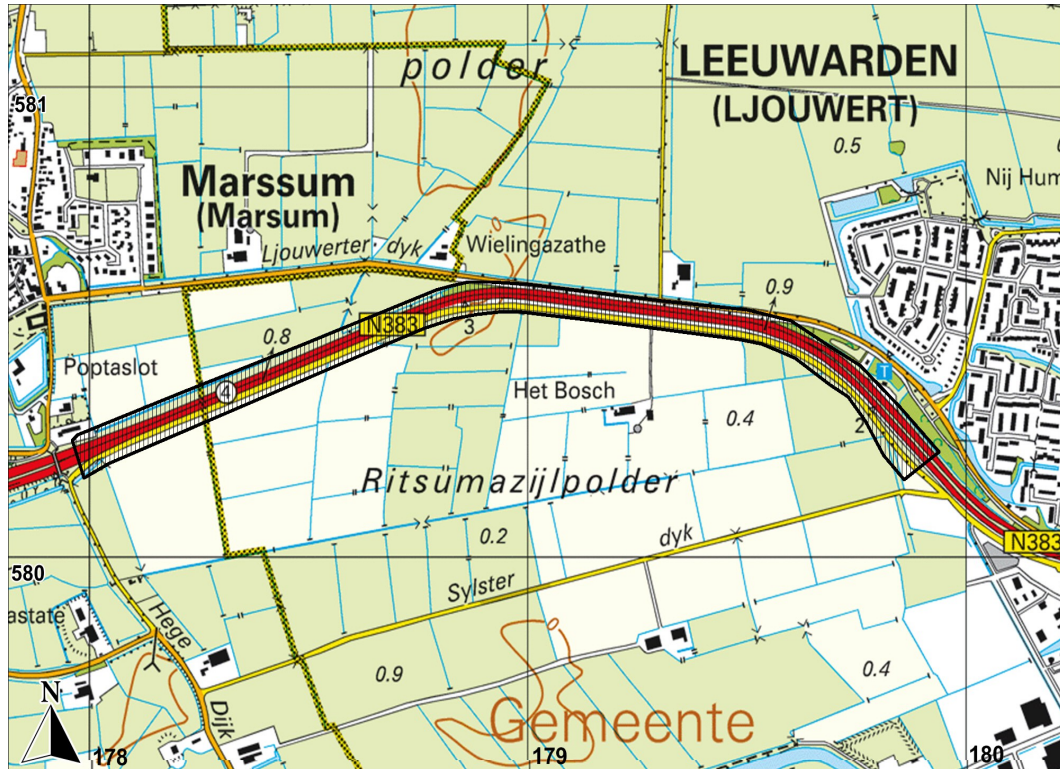 polder
LEEUWARDEN
(LJOUWERT)
581
0.5
Nij Hum
Marssum
(Marsum)
Ljouwerter dyk
Wielingazathe
0.9
N383
3
0.8
Poptaslot
4
Het Bosch
T
0.4
2
Ritsumazijlpolder
0.2
dyk
N383
580
Sylster
astate
Hege
0.9
0.4
N
Dijk
Gemeente
178
179
180